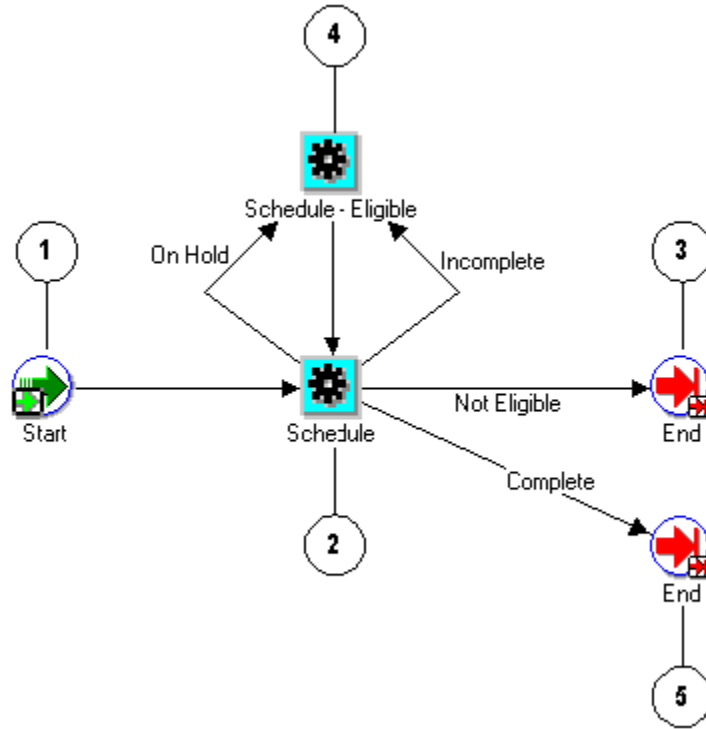 4
Schedule - Eligible
1
On Hold
Incomplete
3
Start
Schedule
Not Eligible
End
Complete
2
End
5